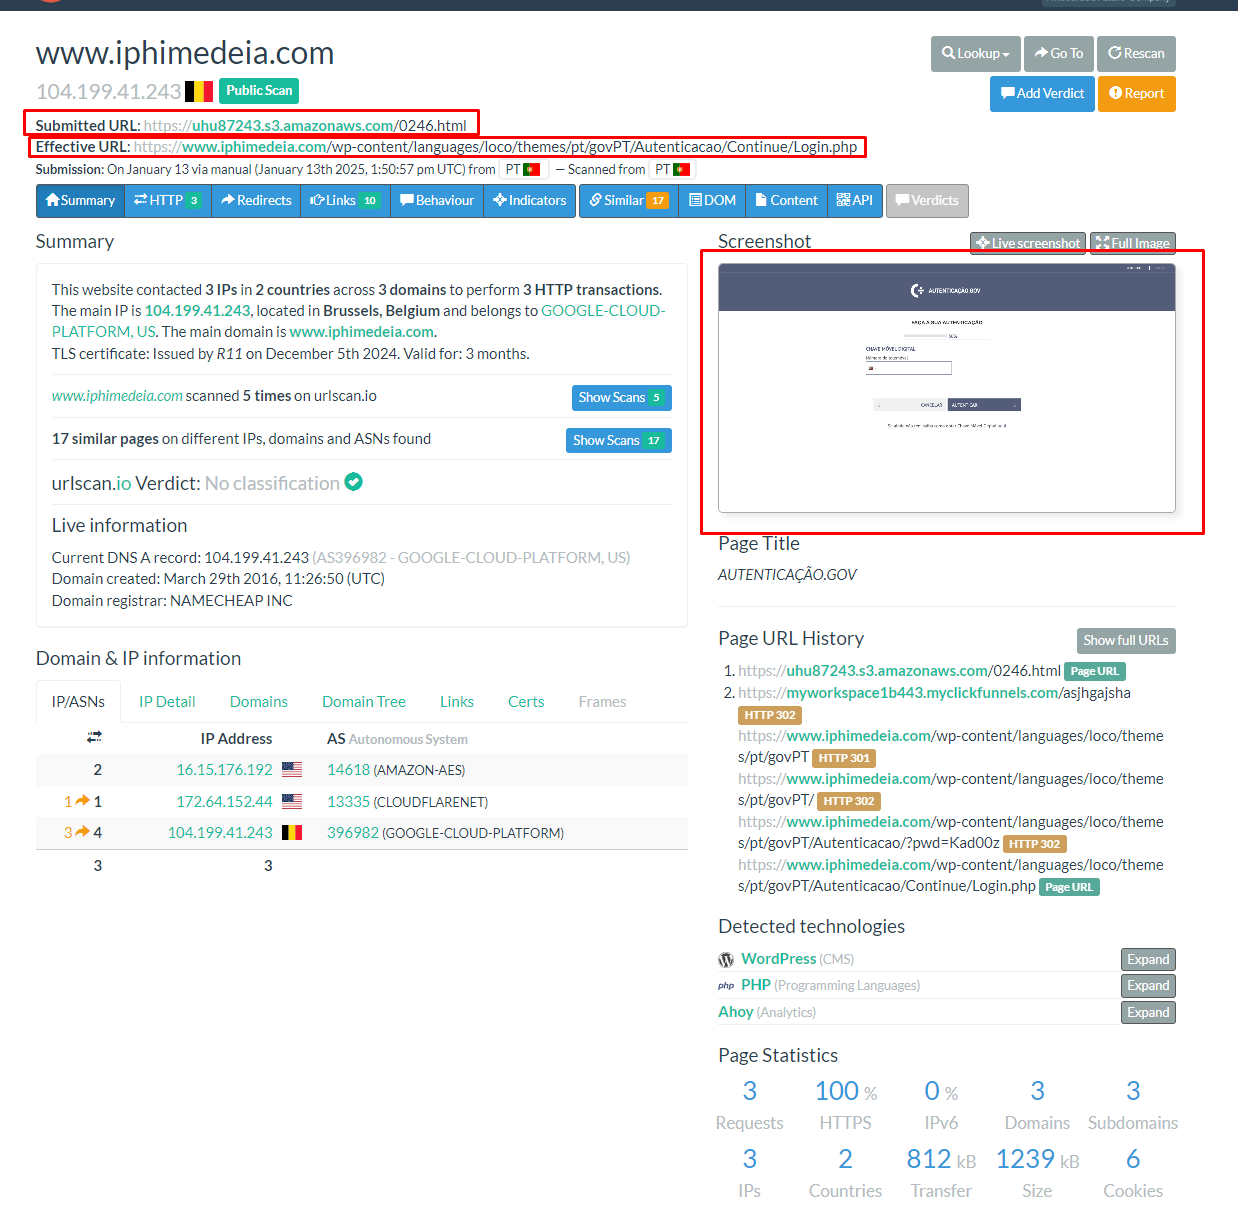 www.iphimedeia.com
Lookup
Go To
Rescan
104.199.41.243 Public Scan
Add Verdict
Report
Submitted URL: https://uhu87243.s3.amazonaws.com/0246.html
Effective URL: https://www.iphimedeia.com/wp-content/languages/loco/themes/pt/govPT/Autenticacao/Continue/Login.php
Submission: On January 13 via manual (January 13th 2025, 1:50:57 pm UTC) from PT — Scanned from PT
Summary HTTP 3 Redirects Links 10 Behaviour Indicators Similar 17 DOM Content API Verdicts
Summary
This website contacted 3 IPs in 2 countries across 3 domains to perform 3 HTTP transactions.
The main IP is 104.199.41.243, located in Brussels, Belgium and belongs to GOOGLE-CLOUD-
PLATFORM, US. The main domain is www.iphimedeia.com.
TLS certificate: Issued by R11 on December 5th 2024. Valid for: 3 months.
www.iphimedeia.com scanned 5 times on urlscan.io Show Scans 5
17 similar pages on different IPs, domains and ASNs found Show Scans 17
urlscan.io Verdict: No classification
Live information
Current DNS A record: 104.199.41.243 (AS396982 - GOOGLE-CLOUD-PLATFORM, US)
Domain created: March 29th 2016, 11:26:50 (UTC)
Domain registrar: NAMECHEAP INC
Domain & IP information
IP/ASNs IP Detail Domains Domain Tree Links Certs Frames
IP Address AS Autonomous System
2 16.15.176.192 14618 (AMAZON-AES)
1 1 172.64.152.44 13335 (CLOUDFLARENET)
3 4 104.199.41.243 396982 (GOOGLE-CLOUD-PLATFORM)
3 3
Screenshot
Live screenshot
Full Image
AUTENTICAÇÃO.GOV
FAÇA A SUA AUTENTICAÇÃO
50%
CHAVE MÓVEL DIGITAL
Número de telemóvel
CANCELAR AUTENTICAR
Page Title
AUTENTICAÇÃO.GOV
Page URL History
Show full URLs
1. https://uhu87243.s3.amazonaws.com/0246.html Page URL
2. https://myworkspace1b443.myclickfunnels.com/asjhgajsha
HTTP 302
https://www.iphimedeia.com/wp-content/languages/loco/theme
s/pt/govPT HTTP 301
https://www.iphimedeia.com/wp-content/languages/loco/theme
s/pt/govPT/ HTTP 302
https://www.iphimedeia.com/wp-content/languages/loco/theme
s/pt/govPT/Autenticacao/?pwd=Kad00z HTTP 302
https://www.iphimedeia.com/wp-content/languages/loco/theme
s/pt/govPT/Autenticacao/Continue/Login.php Page URL
Detected technologies
WordPress (CMS) Expand
php PHP (Programming Languages) Expand
Ahoy (Analytics) Expand
Page Statistics
3 100 % 0 % 3 3
Requests HTTPS IPv6 Domains Subdomains
3 2 812 kB 1239 kB 6
IPs Countries Transfer Size Cookies